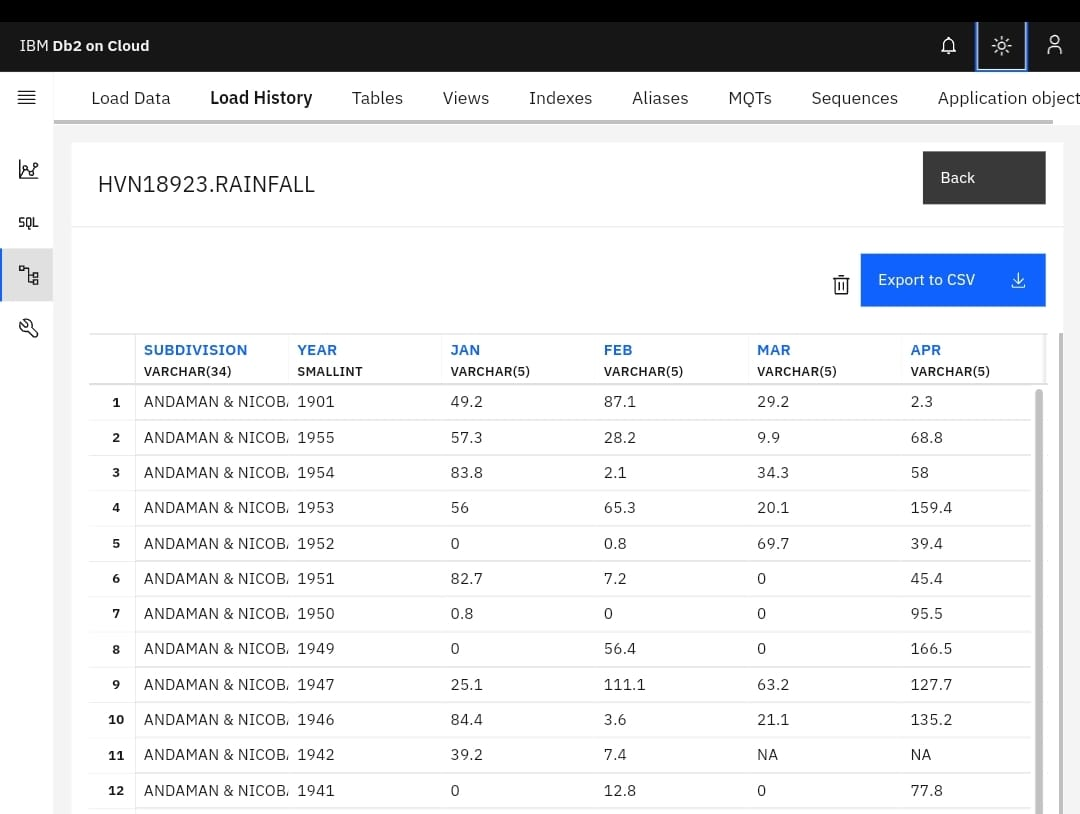 IBM Db2 on Cloud
Load Data Load History Tables Views Indexes Aliases MQTs Sequences Application object
HVN18923.RAINFALL
Back
SQL
Export to CSV
SUBDIVISION YEAR JAN FEB MAR APR
VARCHAR(34) SMALLINT VARCHAR(5) VARCHAR(5) VARCHAR(5) VARCHAR(5)
1 ANDAMAN & NICOB 1901 49.2 87.1 29.2 2.3
2 ANDAMAN & NICOB 1955 57.3 28.2 9.9 68.8
3 ANDAMAN & NICOB 1954 83.8 2.1 34.3 58
4 ANDAMAN & NICOB 1953 56 65.3 20.1 159.4
5 ANDAMAN & NICOB 1952 0 0.8 69.7 39.4
6 ANDAMAN & NICOB 1951 82.7 7.2 0 45.4
7 ANDAMAN & NICOB 1950 0.8 0 0 95.5
8 ANDAMAN & NICOB 1949 0 56.4 0 166.5
9 ANDAMAN & NICOB 1947 25.1 111.1 63.2 127.7
10 ANDAMAN & NICOB 1946 84.4 3.6 21.1 135.2
11 ANDAMAN & NICOB 1942 39.2 7.4 NA NA
12 ANDAMAN & NICOB 1941 0 12.8 0 77.8